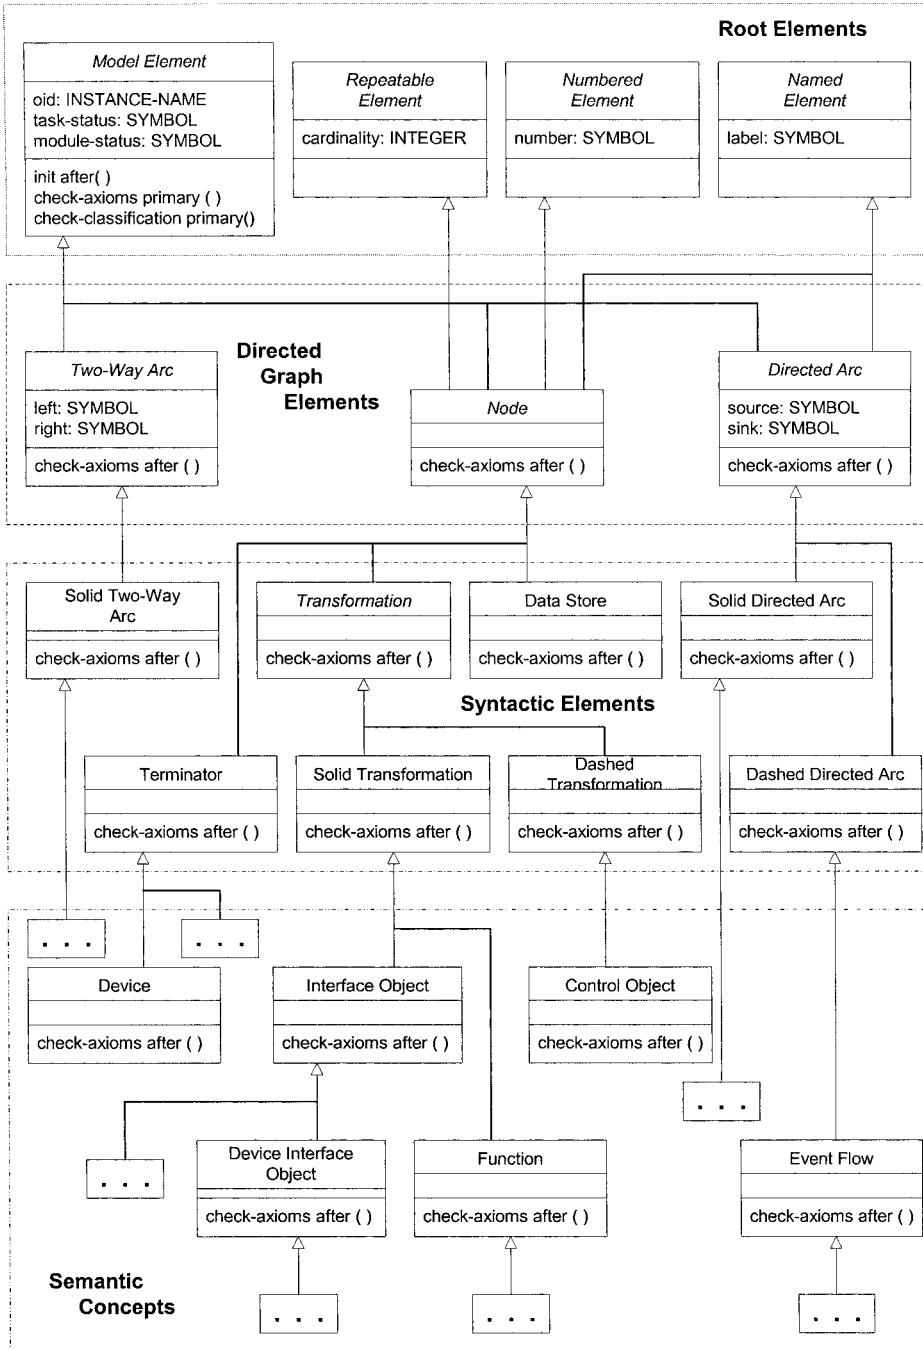 Root Elements
Model Element
oid: INSTANCE-NAME
task-status: SYMBOL
module-status: SYMBOL
init after( )
check-axioms primary ( )
check-classification primary()
Repeatable
Element
cardinality: INTEGER
Numbered
Element
number: SYMBOL
Named
Element
label: SYMBOL
Directed
Graph
Elements
Two-Way Arc
left: SYMBOL
right: SYMBOL
check-axioms after ( )
Node
check-axioms after ( )
Directed Arc
source: SYMBOL
sink: SYMBOL
check-axioms after ( )
Solid Two-Way
Arc
check-axioms after ( )
Transformation
check-axioms after ( )
Data Store
check-axioms after ( )
Solid Directed Arc
check-axioms after ( )
Syntactic Elements
Terminator
check-axioms after ( )
Solid Transformation
check-axioms after ( )
Dashed
Transformation
check-axioms after ( )
Dashed Directed Arc
check-axioms after ( )
. . .
. . .
Device
check-axioms after ( )
Interface Object
check-axioms after ( )
Control Object
check-axioms after ( )
. . .
. . .
Device Interface
Object
check-axioms after ( )
Function
check-axioms after ( )
Event Flow
check-axioms after ( )
Semantic
Concepts
. . .
. . .
. . .